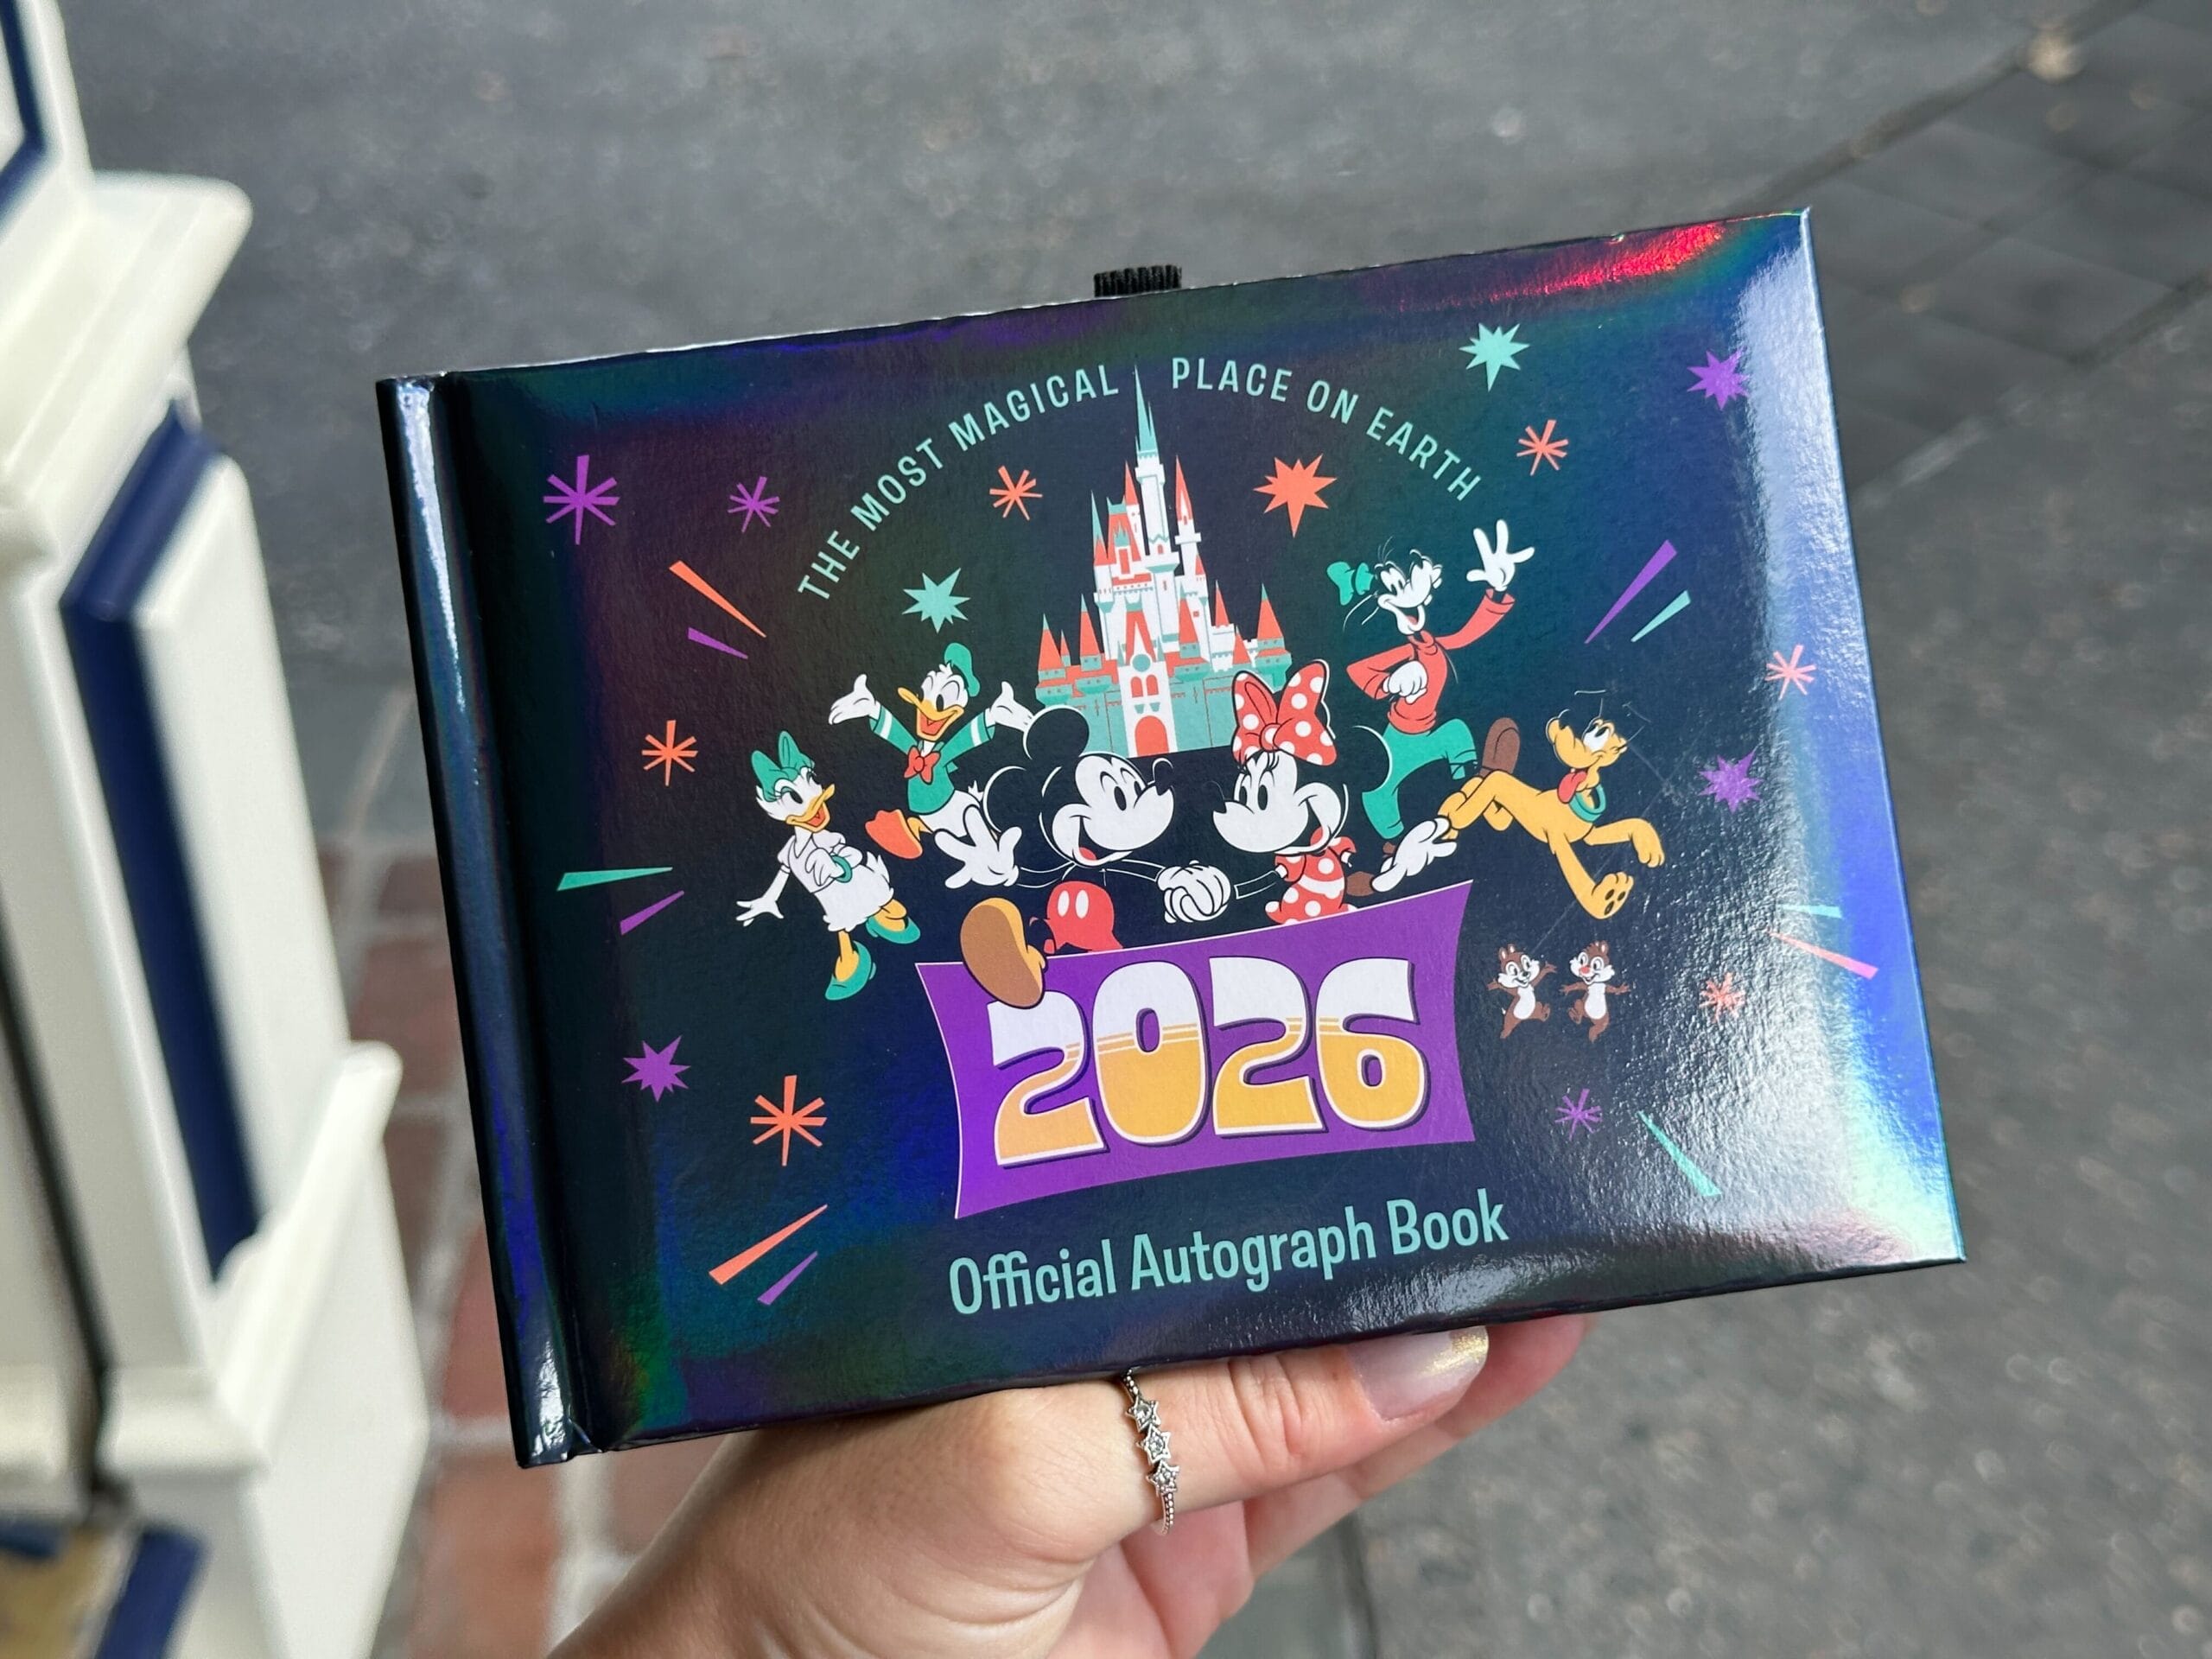 THE MOST MAGICAL PLACE ON EARTH
2026
Official Autograph Book